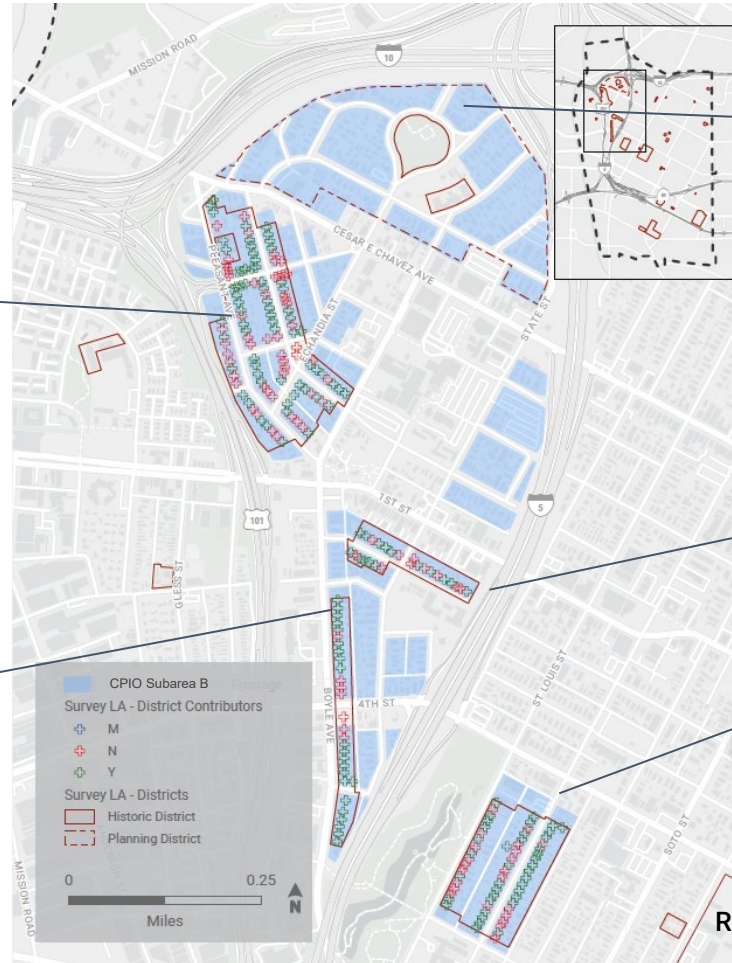 MISSION ROAD
10
CESAR E CHAVEZ AVE
PLEASANT AVE
ECHANDIA ST
STATE ST
1ST ST
5
101
GLESS ST
ST LOUIS ST
BOYLE AVE
4TH ST
SOTO ST
MISSION ROAD
CPIO Subarea B
Frontage
Survey LA - District Contributors
M
N
Y
Survey LA - Districts
Historic District
Planning District
0 0.25
Miles
N
R